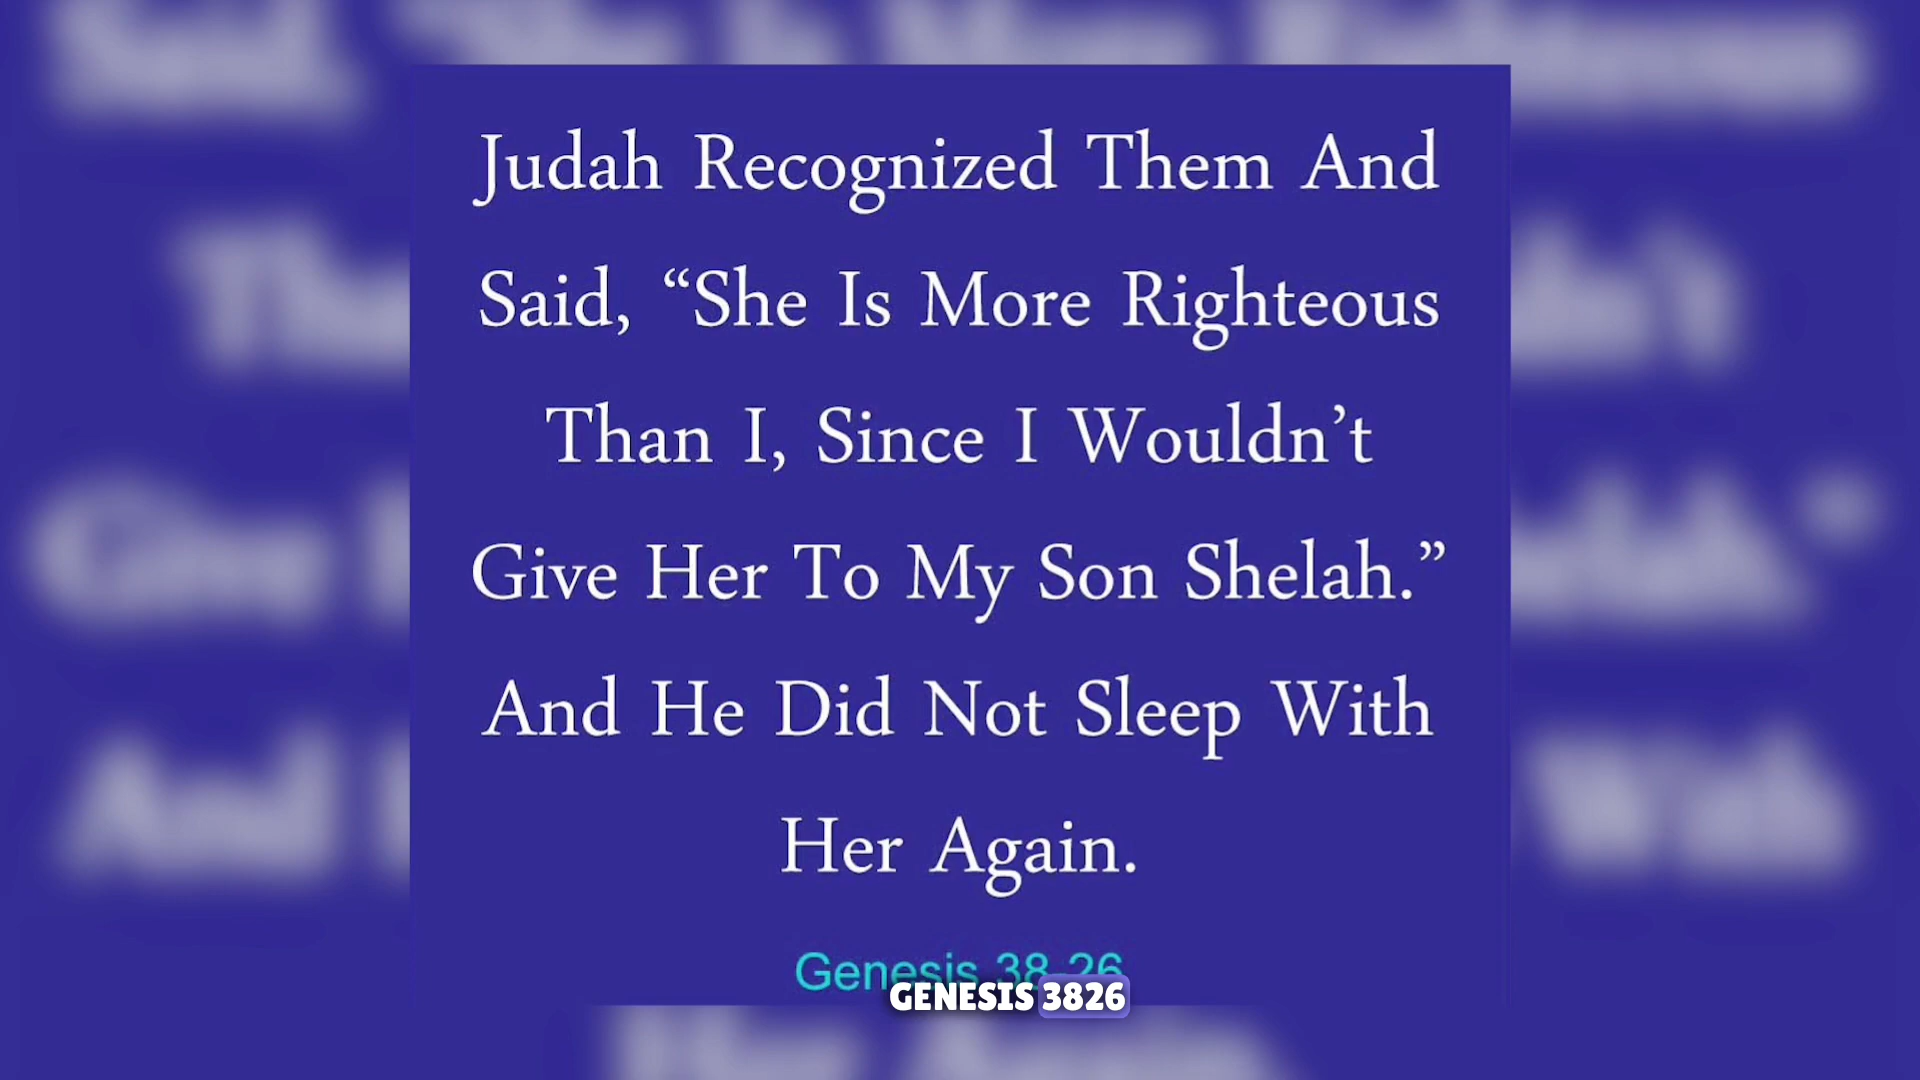 Judah Recognized Them And
Said, “She Is More Righteous
Than I, Since I Wouldn’t
Give Her To My Son Shelah.”
And He Did Not Sleep With
Her Again.
Genesis 38-26
GENESIS 3826